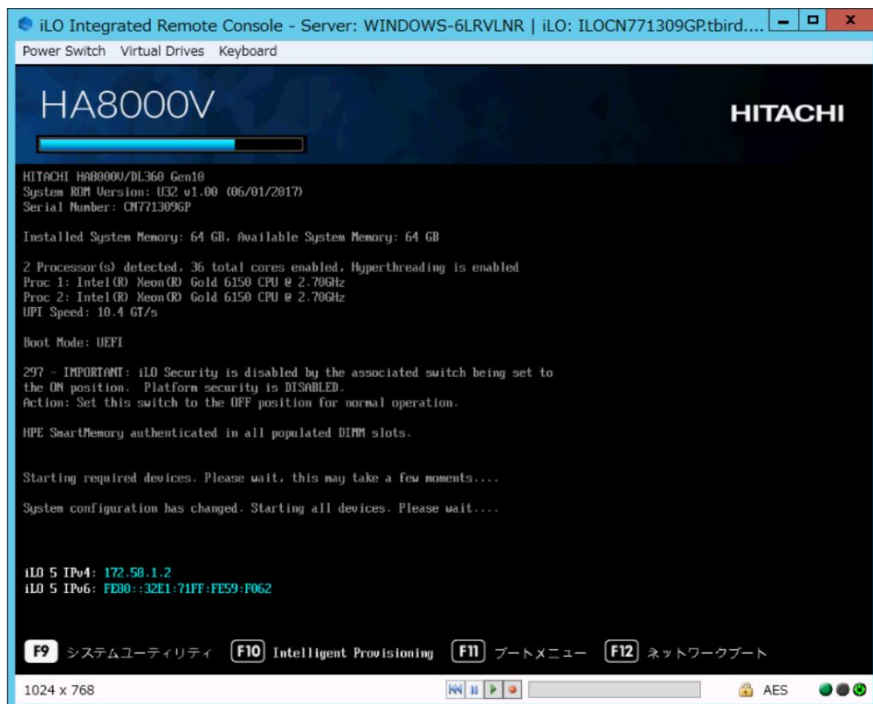 iLO Integrated Remote Console - Server: WINDOWS-6LRVLNR | iLO: ILOCN771309GP.tbird....
Power Switch Virtual Drives Keyboard
HA8000V
HITACHI
HITACHI HA8000V/DL360 Gen10
System ROM Version: U32 v1.00 (06/01/2017)
Serial Number: CN771309GP
Installed System Memory: 64 GB, Available System Memory: 64 GB
2 Processor(s) detected, 36 total cores enabled, Hyperthreading is enabled
Proc 1: Intel(R) Xeon(R) Gold 6150 CPU @ 2.70GHz
Proc 2: Intel(R) Xeon(R) Gold 6150 CPU @ 2.70GHz
UPI Speed: 10.4 GT/s
Boot Mode: UEFI
297 - IMPORTANT: iLO Security is disabled by the associated switch being set to
the ON position. Platform security is DISABLED.
Action: Set this switch to the OFF position for normal operation.
HPE SmartMemory authenticated in all populated DIMM slots.
Starting required devices. Please wait, this may take a few moments....
System configuration has changed. Starting all devices. Please wait....
iLO 5 IPv4: 172.58.1.2
iLO 5 IPv6: FE80::32E1:71FF:FE59:F062
F9 システムユーティリティ F10 Intelligent Provisioning F11 ブートメニュー F12 ネットワークブート
1024 x 768 AES